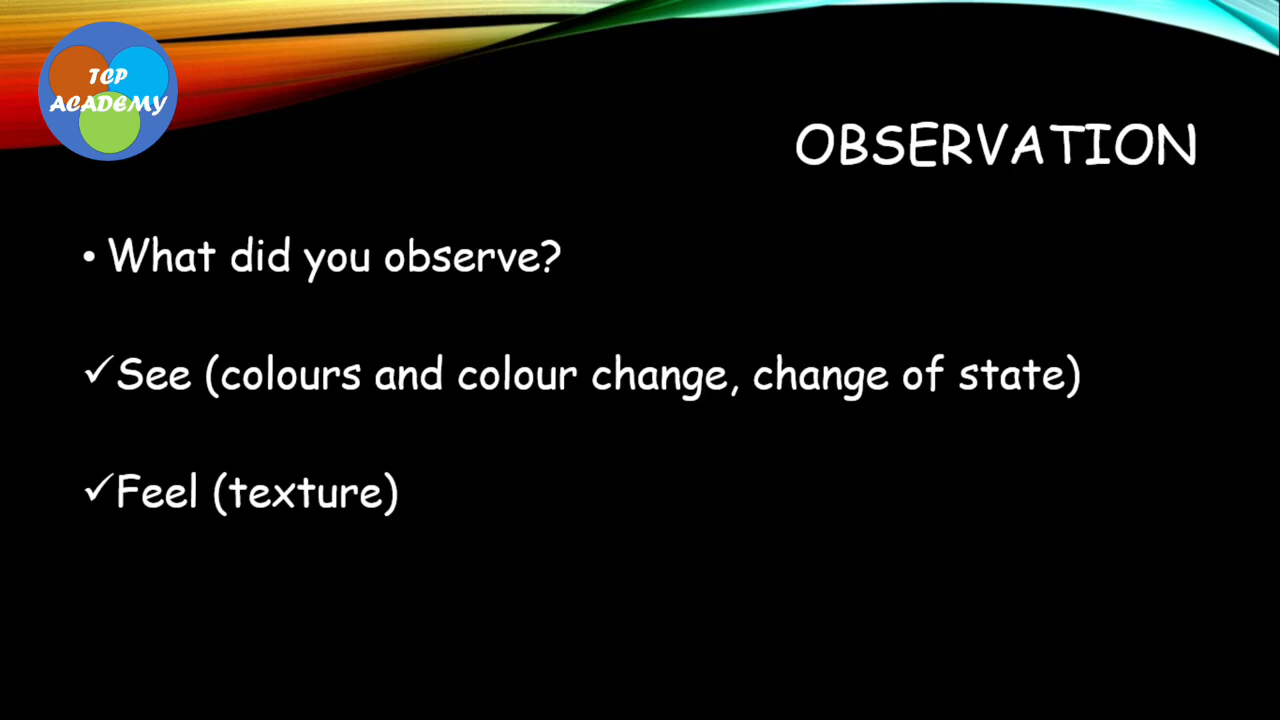 TCP
ACADEMY
OBSERVATION
• What did you observe?
✓See (colours and colour change, change of state)
✓Feel (texture)